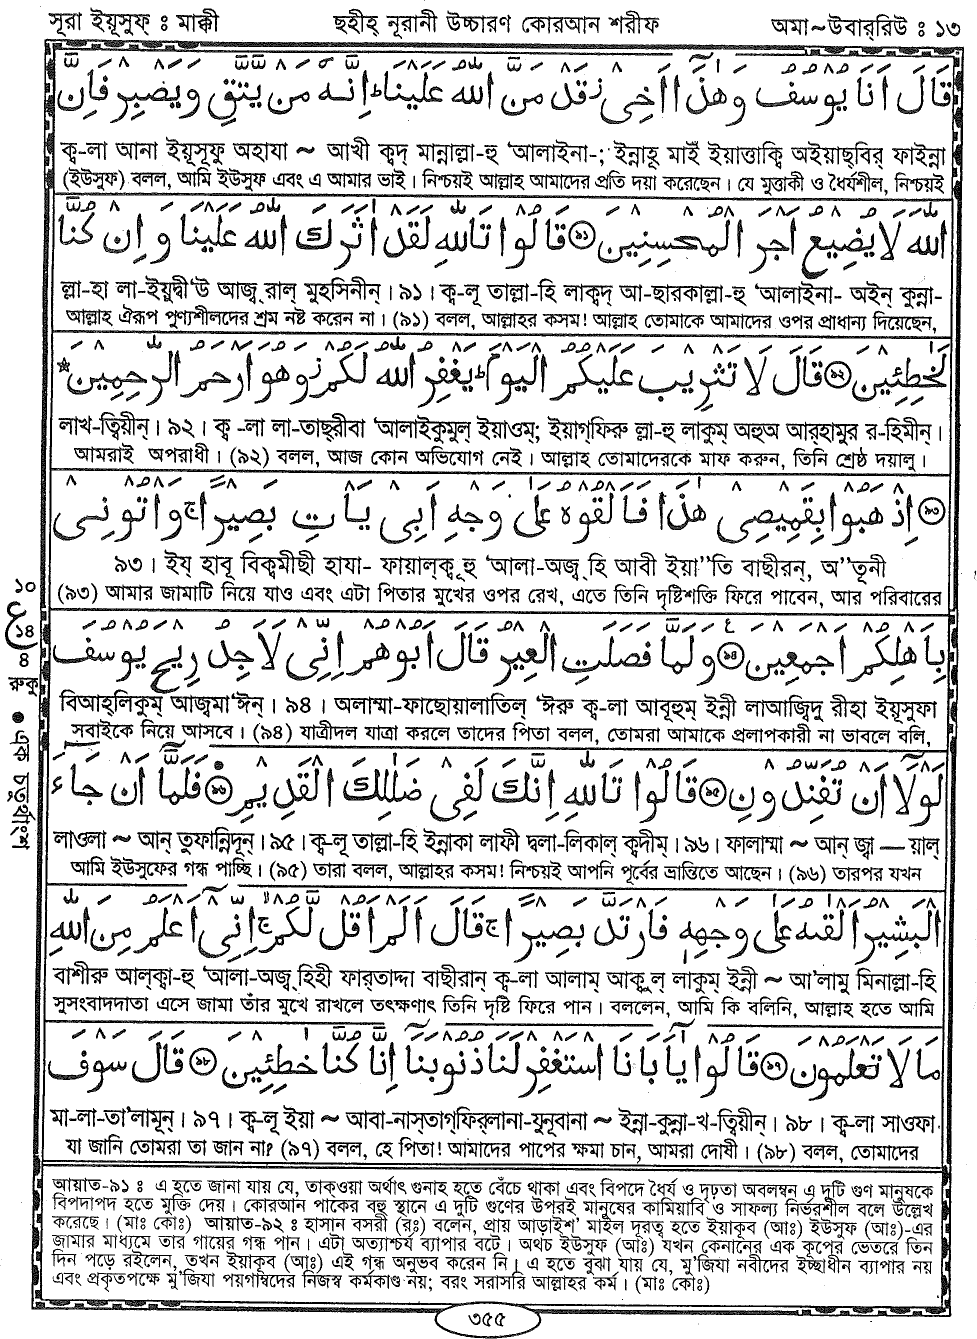 সূরা ইয়ূসুফ্ ঃ মাক্কী ছহীহ্ নূরানী উচ্চারণ কোরআন শরীফ অমা~উবার্‌রিউ ঃ ১৩
قَالَ اَنَا يُوْسُفُ وَهٰذَآ اَخِىْ ز قَدْ مَنَّ اللّٰهُ عَلَيْنَا ط اِنَّهٗ مَنْ يَّتَّقِ وَيَصْبِرْ فَاِنَّ
ক্ব-লা আনা ইয়ূসূফু অহাযা ~ আখী ক্বদ্ মান্নাল্লা-হু ‘আলাইনা-; ইন্নাহূ মাইঁ ইয়াত্তাক্বি অইয়াছ্‌বির্ ফাইন্না
(ইউসুফ) বলল, আমি ইউসুফ এবং এ আমার ভাই। নিশ্চয়ই আল্লাহ আমাদের প্রতি দয়া করেছেন। যে মুত্তাকী ও ধৈর্যশীল, নিশ্চয়ই
اللّٰهَ لَا يُضِيْعُ اَجْرَ الْمُحْسِنِيْنَ ৯১ قَالُوْا تَاللّٰهِ لَقَدْ اٰثَرَكَ اللّٰهُ عَلَيْنَا وَاِنْ كُنَّا
ল্লা-হা লা-ইয়ুদ্বী‘উ আজ্ব্‌রাল্ মুহসিনীন্। ৯১। ক্ব-লূ তাল্লা-হি লাক্বদ্ আ-ছারকাল্লা-হু ‘আলাইনা- অইন্ কুন্না-
আল্লাহ ঐরূপ পুণ্যশীলদের শ্রম নষ্ট করেন না। (৯১) বলল, আল্লাহর কসম! আল্লাহ তোমাকে আমাদের ওপর প্রাধান্য দিয়েছেন,
لَخٰطِئِيْنَ ৯২ قَالَ لَا تَثْرِيْبَ عَلَيْكُمُ الْيَوْمَ ط يَغْفِرُ اللّٰهُ لَكُمْ ز وَهُوَ اَرْحَمُ الرّٰحِمِيْنَ
লাখ-ত্বিয়ীন্। ৯২। ক্ব -লা লা-তাছ্‌রীবা ‘আলাইকুমুল্ ইয়াওম্; ইয়াগ্‌ফিরু ল্লা-হু লাকুম্ অহুঅ আর্‌হামুর র-হিমীন্।
আমরাই অপরাধী। (৯২) বলল, আজ কোন অভিযোগ নেই। আল্লাহ তোমাদেরকে মাফ করুন, তিনি শ্রেষ্ঠ দয়ালু।
৯৩ اِذْهَبُوْا بِقَمِيْصِىْ هٰذَا فَاَلْقُوْهُ عَلٰى وَجْهِ اَبِىْ يَاْتِ بَصِيْرًا ج وَاْتُوْنِىْ
৯৩। ইয্ হাবূ বিক্বমীছী হাযা- ফায়াল্‌ক্বূ হু ‘আলা-অজ্ব্‌হি আবী ইয়া”তি বাছীরন্, অ”তূনী
(৯৩) আমার জামাটি নিয়ে যাও এবং এটা পিতার মুখের ওপর রেখ, এতে তিনি দৃষ্টিশক্তি ফিরে পাবেন, আর পরিবারের
بِاَهْلِكُمْ اَجْمَعِيْنَ ৯৪ وَلَمَّا فَصَلَتِ الْعِيْرُ قَالَ اَبُوْهُمْ اِنِّىْ لَاَجِدُ رِيْحَ يُوْسُفَ
বিআহ্‌লিকুম্ আজ্ব্‌মা‘ঈন্। ৯৪। অলাম্মা-ফাছোয়ালাতিল্ ‘ঈরু ক্ব-লা আবূহুম্ ইন্নী লাআজ্বিদু রীহা ইয়ূসুফা
সবাইকে নিয়ে আসবে। (৯৪) যাত্রীদল যাত্রা করলে তাদের পিতা বলল, তোমরা আমাকে প্রলাপকারী না ভাবলে বলি,
لَوْلَآ اَنْ تُفَنِّدُوْنِ ৯৫ قَالُوْا تَاللّٰهِ اِنَّكَ لَفِىْ ضَلٰلِكَ الْقَدِيْمِ ৯৬ فَلَمَّآ اَنْ جَآءَ
লাওলা ~ আন্ তুফান্নিদূন্। ৯৫। ক্ব-লূ তাল্লা-হি ইন্নাকা লাফী দ্বলা-লিকাল্ ক্বদীম্। ৯৬। ফালাম্মা ~ আন্ জ্বা — য়াল্
আমি ইউসুফের গন্ধ পাচ্ছি। (৯৫) তারা বলল, আল্লাহর কসম! নিশ্চয়ই আপনি পূর্বের ভ্রান্তিতে আছেন। (৯৬) তারপর যখন
الْبَشِيْرُ اَلْقٰىهُ عَلٰى وَجْهِهٖ فَارْتَدَّ بَصِيْرًا ج قَالَ اَلَمْ اَقُلْ لَّكُمْ ج اِنِّىْٓ اَعْلَمُ مِنَ اللّٰهِ
বাশীরু আল্‌ক্বা-হু ‘আলা-অজ্ব্ হিহী ফার্‌তাদ্দা বাছীরান্ ক্ব-লা আলাম্ আক্বুল্ লাকুম্ ইন্নী ~ আ'লামু মিনাল্লা-হি
সুসংবাদদাতা এসে জামা তাঁর মুখে রাখলে তৎক্ষণাৎ তিনি দৃষ্টি ফিরে পান। বললেন, আমি কি বলিনি, আল্লাহ হতে আমি
مَا لَا تَعْلَمُوْنَ ৯৭ قَالُوْا يٰٓاَبَانَا اسْتَغْفِرْ لَنَا ذُنُوْبَنَآ اِنَّا كُنَّا خٰطِئِيْنَ ৯৮ قَالَ سَوْفَ
মা-লা-তা'লামূন্। ৯৭। ক্ব-লূ ইয়া ~ আবা-নাস্‌তাগ্‌ফির্‌লানা-যুনূবানা ~ ইন্না-কুন্না-খ-ত্বিয়ীন্। ৯৮। ক্ব-লা সাওফা
যা জানি তোমরা তা জান না? (৯৭) বলল, হে পিতা! আমাদের পাপের ক্ষমা চান, আমরা দোষী। (৯৮) বলল, তোমাদের
১০
ع
১৪
৪
রুকু
● এক চতুর্থাংশ
আয়াত-৯১ ঃ এ হতে জানা যায় যে, তাক্ওয়া অর্থাৎ গুনাহ হতে বেঁচে থাকা এবং বিপদে ধৈর্য ও দৃঢ়তা অবলম্বন এ দুটি গুণ মানুষকে
বিপদাপদ হতে মুক্তি দেয়। কোরআন পাকের বহু স্থানে এ দুটি গুণের উপরই মানুষের কামিয়াবি ও সাফল্য নির্ভরশীল বলে উল্লেখ
করেছে। (মাঃ কোঃ) আয়াত-৯২ ঃ হাসান বসরী (রঃ) বলেন, প্রায় আড়াইশ' মাইল দূরত্ব হতে ইয়াকূব (আঃ) ইউসুফ (আঃ)-এর
জামার মাধ্যমে তার গায়ের গন্ধ পান। এটা অত্যাশ্চর্য ব্যাপার বটে। অথচ ইউসুফ (আঃ) যখন কেনানের এক কূপের ভেতরে তিন
দিন পড়ে রইলেন, তখন ইয়াকূব (আঃ) এই গন্ধ অনুভব করেন নি। এ হতে বুঝা যায় যে, মু'জিযা নবীদের ইচ্ছাধীন ব্যাপার নয়
এবং প্রকৃতপক্ষে মু'জিযা পয়গম্বিদের নিজস্ব কর্মকাণ্ড নয়; বরং সরাসরি আল্লাহর কর্ম। (মাঃ কোঃ)
৩৫৫